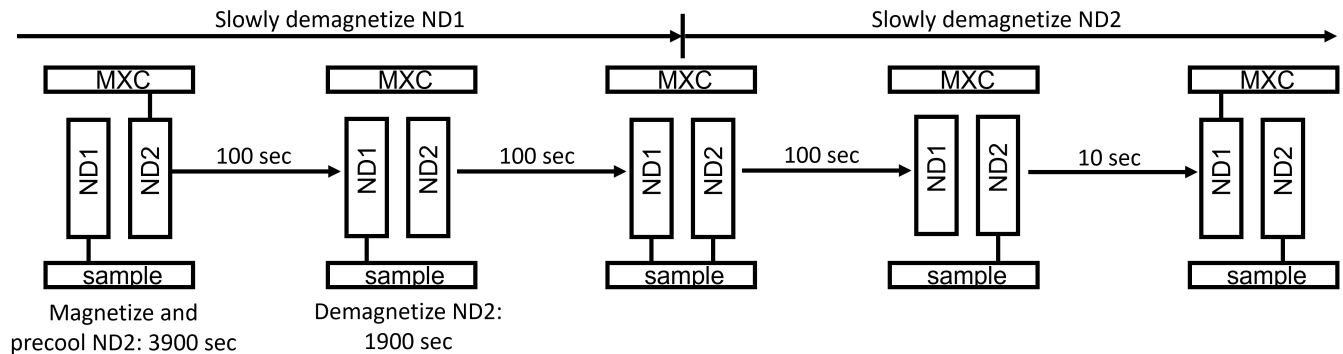 Slowly demagnetize ND1
Slowly demagnetize ND2
MXC
MXC
MXC
MXC
MXC
ND1
ND2
100 sec
ND1
ND2
100 sec
ND1
ND2
100 sec
ND1
ND2
10 sec
ND1
ND2
sample
sample
sample
sample
sample
Magnetize and
precool ND2: 3900 sec
Demagnetize ND2:
1900 sec